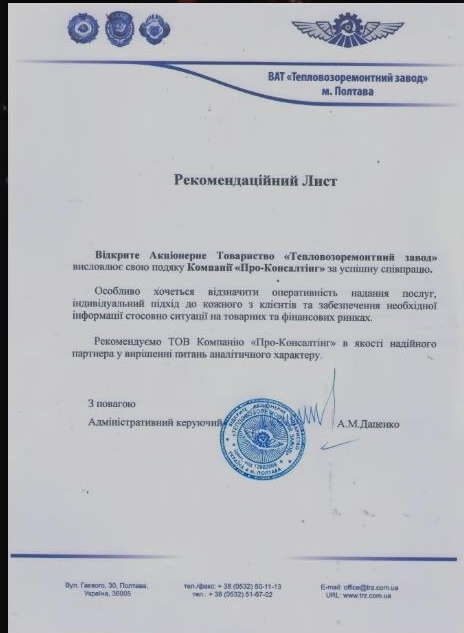 ВАТ «Тепловозоремонтний завод»
м. Полтава
Рекомендаційний Лист
Відкрите Акціонерне Товариство «Тепловозоремонтний завод»
висловлює свою подяку Компанії «Про-Консалтінг» за успішну співпрацю.
Особливо хочеться відзначити оперативність надання послуг,
індивідуальний підхід до кожного з клієнтів та забезпечення необхідної
інформації стосовно ситуації на товарних та фінансових ринках.
Рекомендуємо ТОВ Компанію «Про-Консалтінг» в якості надійного
партнера у вирішенні питань аналітичного характеру.
З повагою
Адміністративний керуючий А.М.Даценко
Вул. Гаєвого, 30, Полтава, тел./факс: + 38 (0532) 50-11-13 E-mail: office@trz.com.ua
Україна, 36005 тел.: + 38 (0532) 51-67-02 URL: www.trz.com.ua